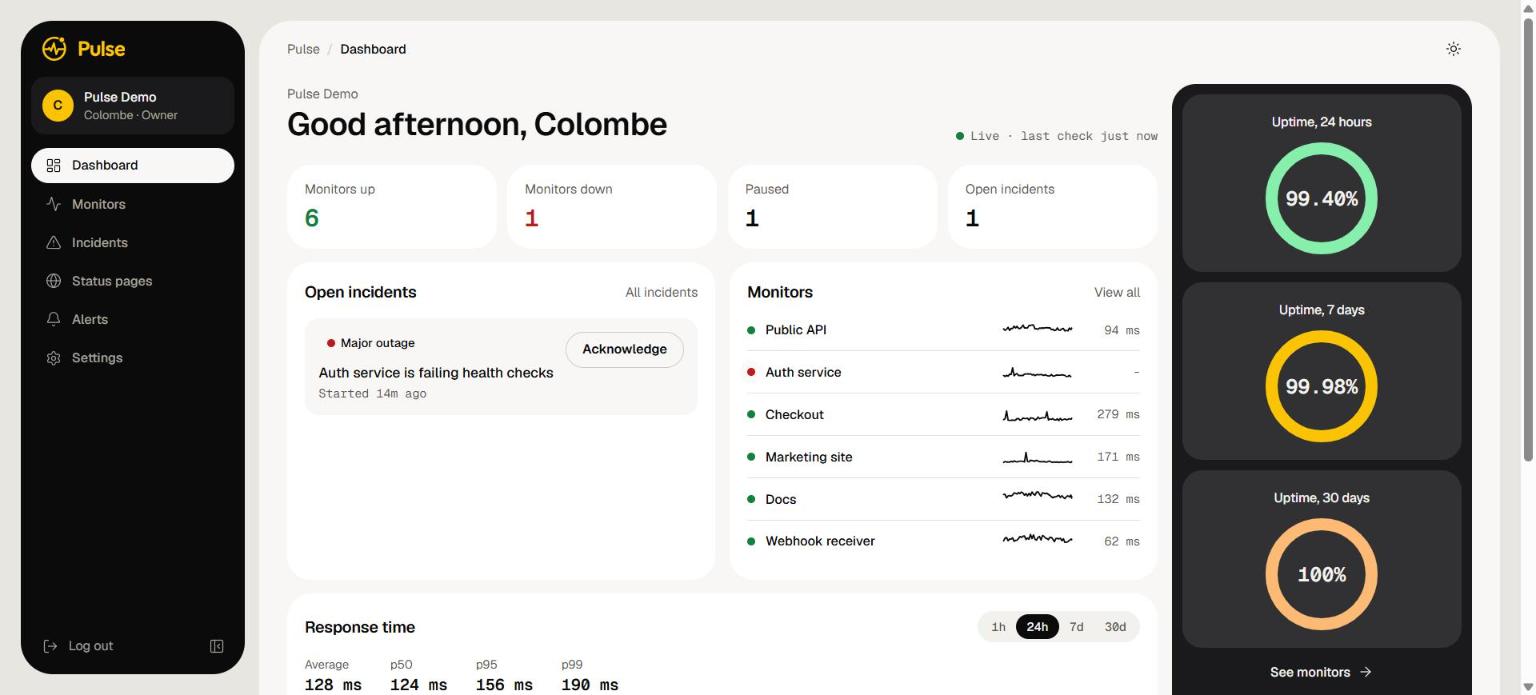 Pulse
C
Pulse Demo
Colombe · Owner
Dashboard
Monitors
Incidents
Status pages
Alerts
Settings
Log out
Pulse / Dashboard
Pulse Demo
Good afternoon, Colombe
Live · last check just now
Monitors up
6
Monitors down
1
Paused
1
Open incidents
1
Open incidents
All incidents
Major outage
Acknowledge
Auth service is failing health checks
Started 14m ago
Monitors
View all
Public API 94 ms
Auth service -
Checkout 279 ms
Marketing site 171 ms
Docs 132 ms
Webhook receiver 62 ms
Response time
1h 24h 7d 30d
Average p50 p95 p99
128 ms 124 ms 156 ms 190 ms
Uptime, 24 hours
99.40%
Uptime, 7 days
99.98%
Uptime, 30 days
100%
See monitors →